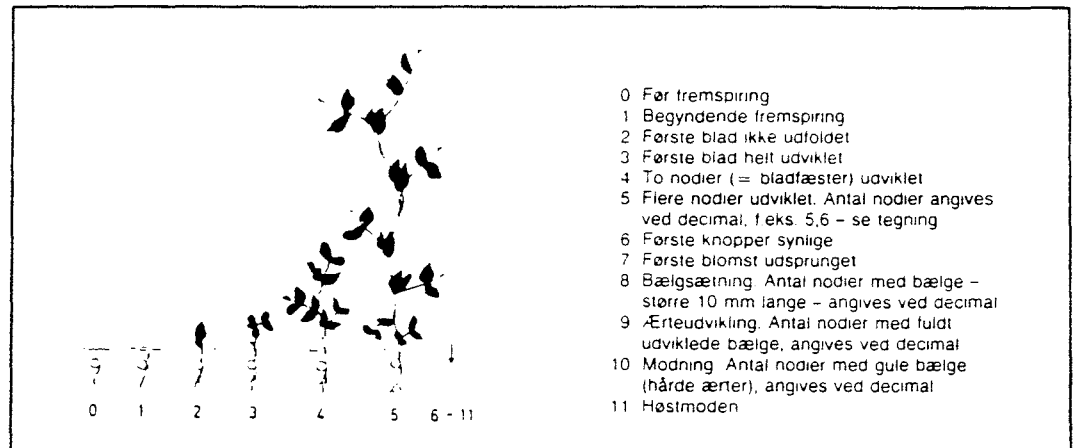 0 Før fremspiring
1 Begyndende fremspiring
2 Første blad ikke udfoldet
3 Første blad helt udviklet
4 To nodier (= bladfæster) udviklet
5 Flere nodier udviklet. Antal nodier angives
ved decimal, f.eks. 5,6 – se tegning
6 Første knopper synlige
7 Første blomst udsprunget
8 Bælgsætning. Antal nodier med bælge –
større 10 mm lange – angives ved decimal
9 Ærteudvikling. Antal nodier med fuldt
udviklede bælge, angives ved decimal
10 Modning. Antal nodier med gule bælge
(hårde ærter), angives ved decimal
11 Høstmoden
0 1 2 3 4 5 6 - 11